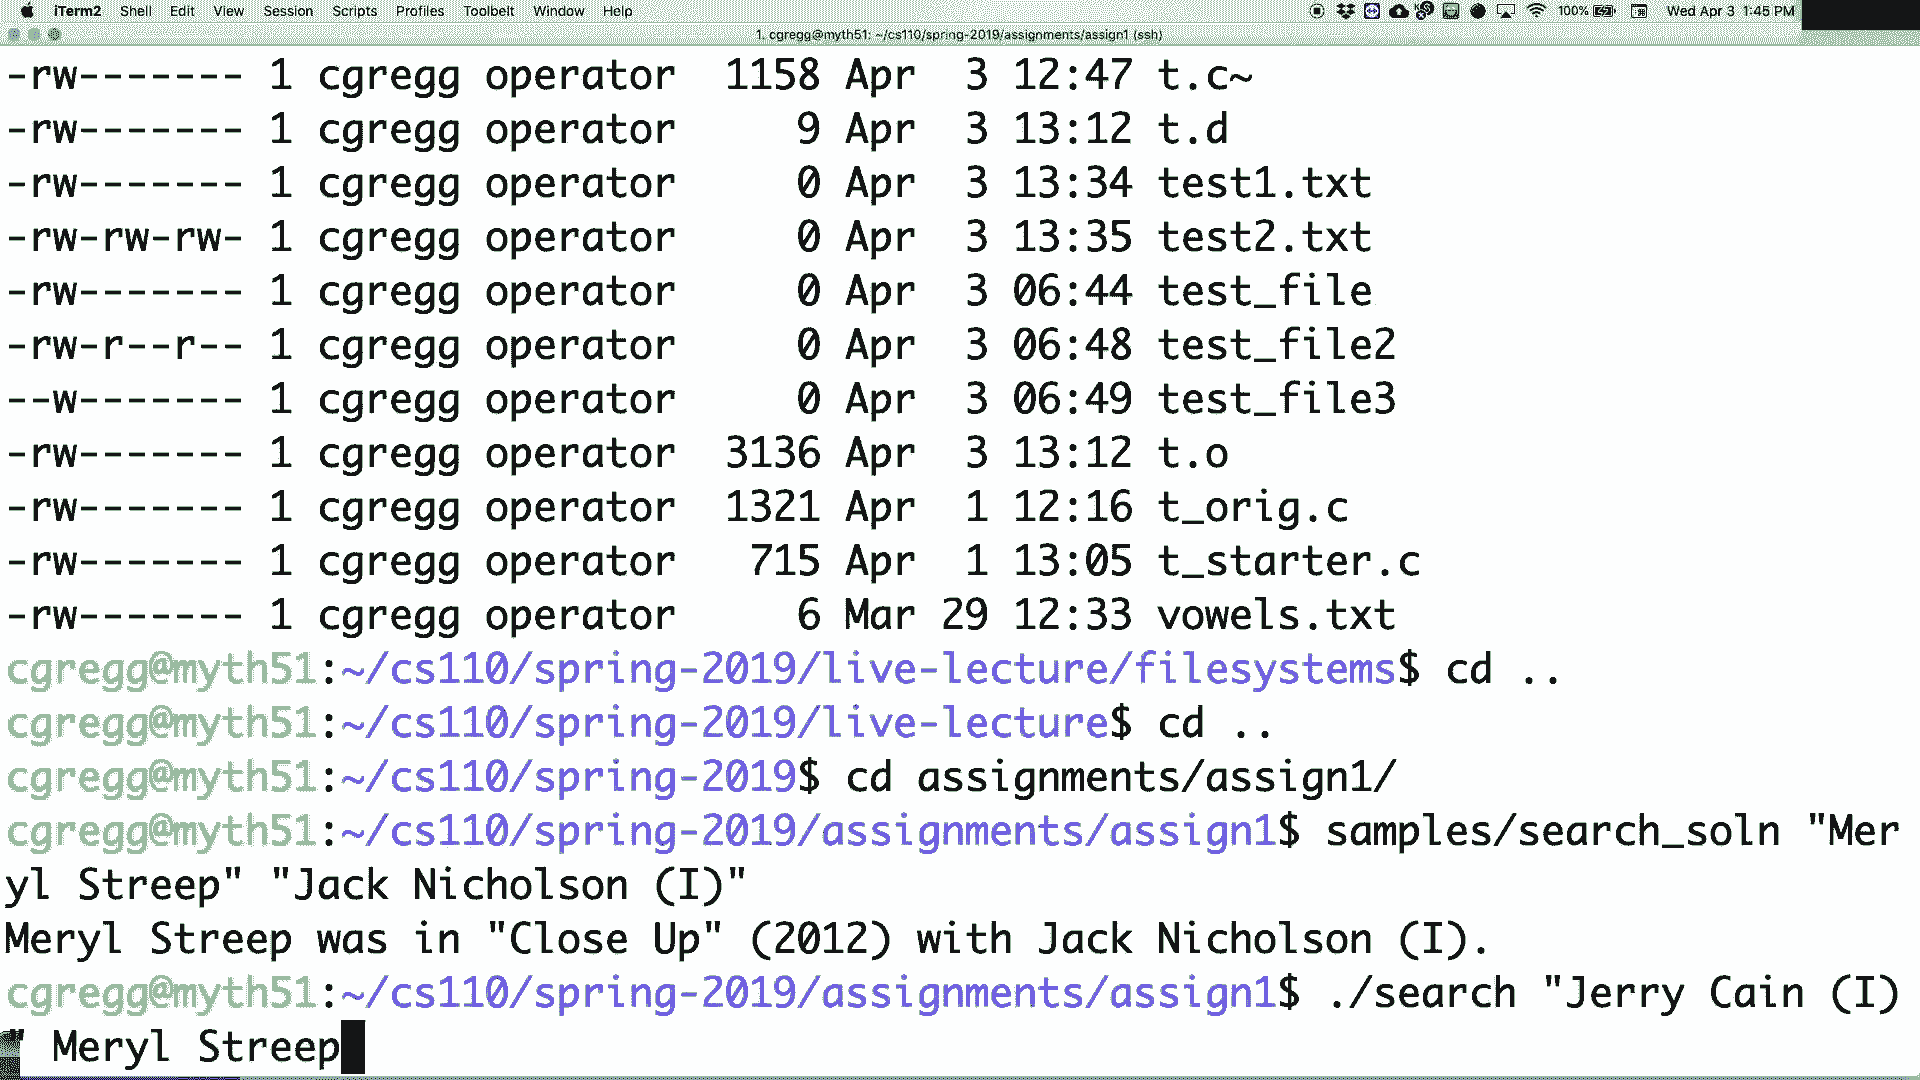 iTerm2 Shell Edit View Session Scripts Profiles Toolbelt Window Help 100% Wed Apr 3 1:45 PM
1. cgregg@myth51: ~/cs110/spring-2019/assignments/assign1 (ssh)
-rw------- 1 cgregg operator 1158 Apr 3 12:47 t.c~
-rw------- 1 cgregg operator 9 Apr 3 13:12 t.d
-rw------- 1 cgregg operator 0 Apr 3 13:34 test1.txt
-rw-rw-rw- 1 cgregg operator 0 Apr 3 13:35 test2.txt
-rw------- 1 cgregg operator 0 Apr 3 06:44 test_file
-rw-r--r-- 1 cgregg operator 0 Apr 3 06:48 test_file2
--w------- 1 cgregg operator 0 Apr 3 06:49 test_file3
-rw------- 1 cgregg operator 3136 Apr 3 13:12 t.o
-rw------- 1 cgregg operator 1321 Apr 1 12:16 t_orig.c
-rw------- 1 cgregg operator 715 Apr 1 13:05 t_starter.c
-rw------- 1 cgregg operator 6 Mar 29 12:33 vowels.txt
cgregg@myth51:~/cs110/spring-2019/live-lecture/filesystems$ cd ..
cgregg@myth51:~/cs110/spring-2019/live-lecture$ cd ..
cgregg@myth51:~/cs110/spring-2019$ cd assignments/assign1/
cgregg@myth51:~/cs110/spring-2019/assignments/assign1$ samples/search_soln "Mer
yl Streep" "Jack Nicholson (I)"
Meryl Streep was in "Close Up" (2012) with Jack Nicholson (I).
cgregg@myth51:~/cs110/spring-2019/assignments/assign1$ ./search "Jerry Cain (I)
" Meryl Streep